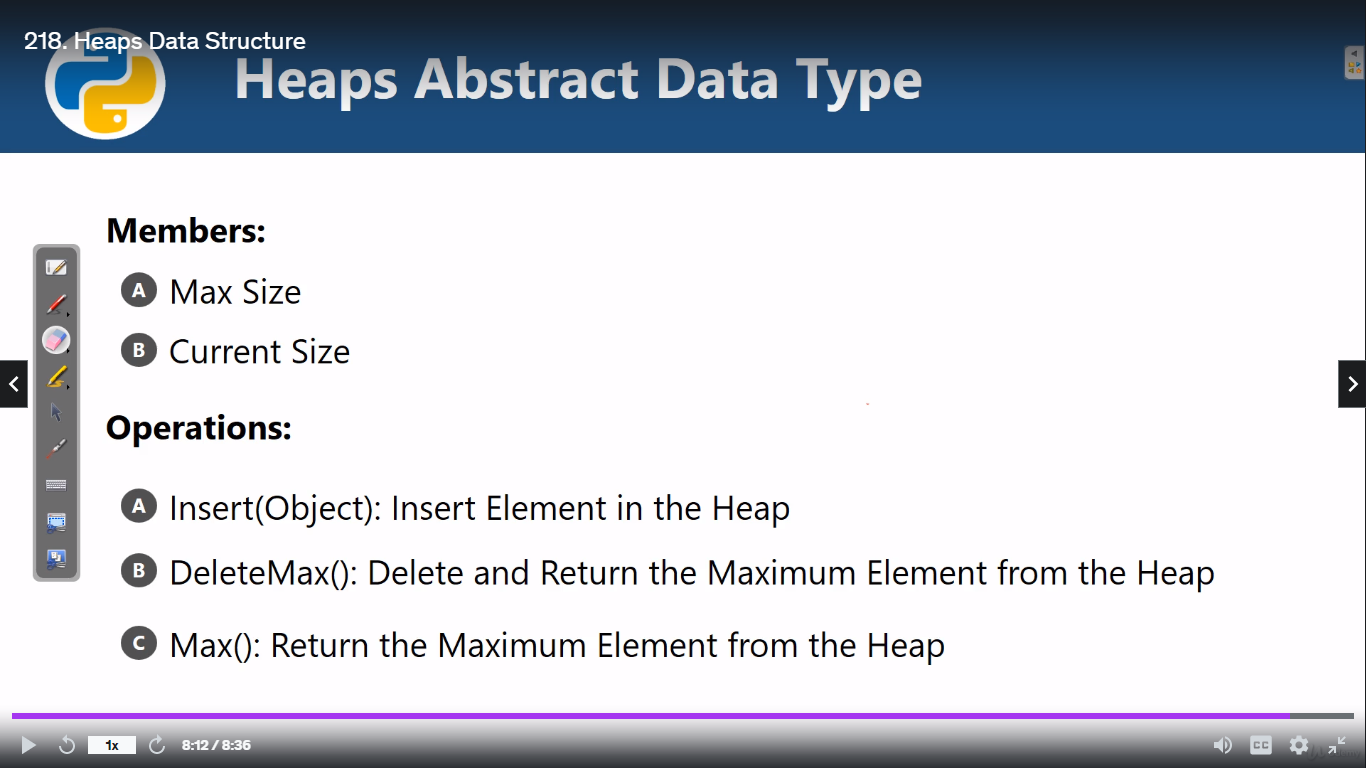 218. Heaps Data Structure
Heaps Abstract Data Type
Members:
A Max Size
B Current Size
Operations:
A Insert(Object): Insert Element in the Heap
B DeleteMax(): Delete and Return the Maximum Element from the Heap
C Max(): Return the Maximum Element from the Heap
1x 8:12 / 8:36 CC